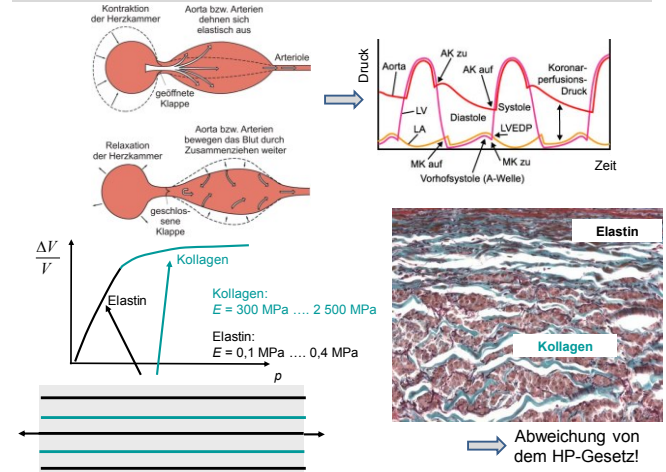 Kontraktion
der Herzkammer
Aorta bzw. Arterien
dehnen sich
elastisch aus
Arteriole
geöffnete
Klappe
Relaxation
der Herzkammer
Aorta bzw. Arterien
bewegen das Blut durch
Zusammenziehen weiter
geschlos-
sene
Klappe
Druck
Aorta
AK zu
AK auf
Koronar-
perfusions-
Druck
Systole
Diastole
LV
LA
LVEDP
MK auf
MK zu
Vorhofsystole (A-Welle)
Zeit
ΔV
V
Kollagen
Elastin
Kollagen:
E = 300 MPa …. 2 500 MPa
Elastin:
E = 0,1 MPa …. 0,4 MPa
p
Elastin
Kollagen
Abweichung von
dem HP-Gesetz!